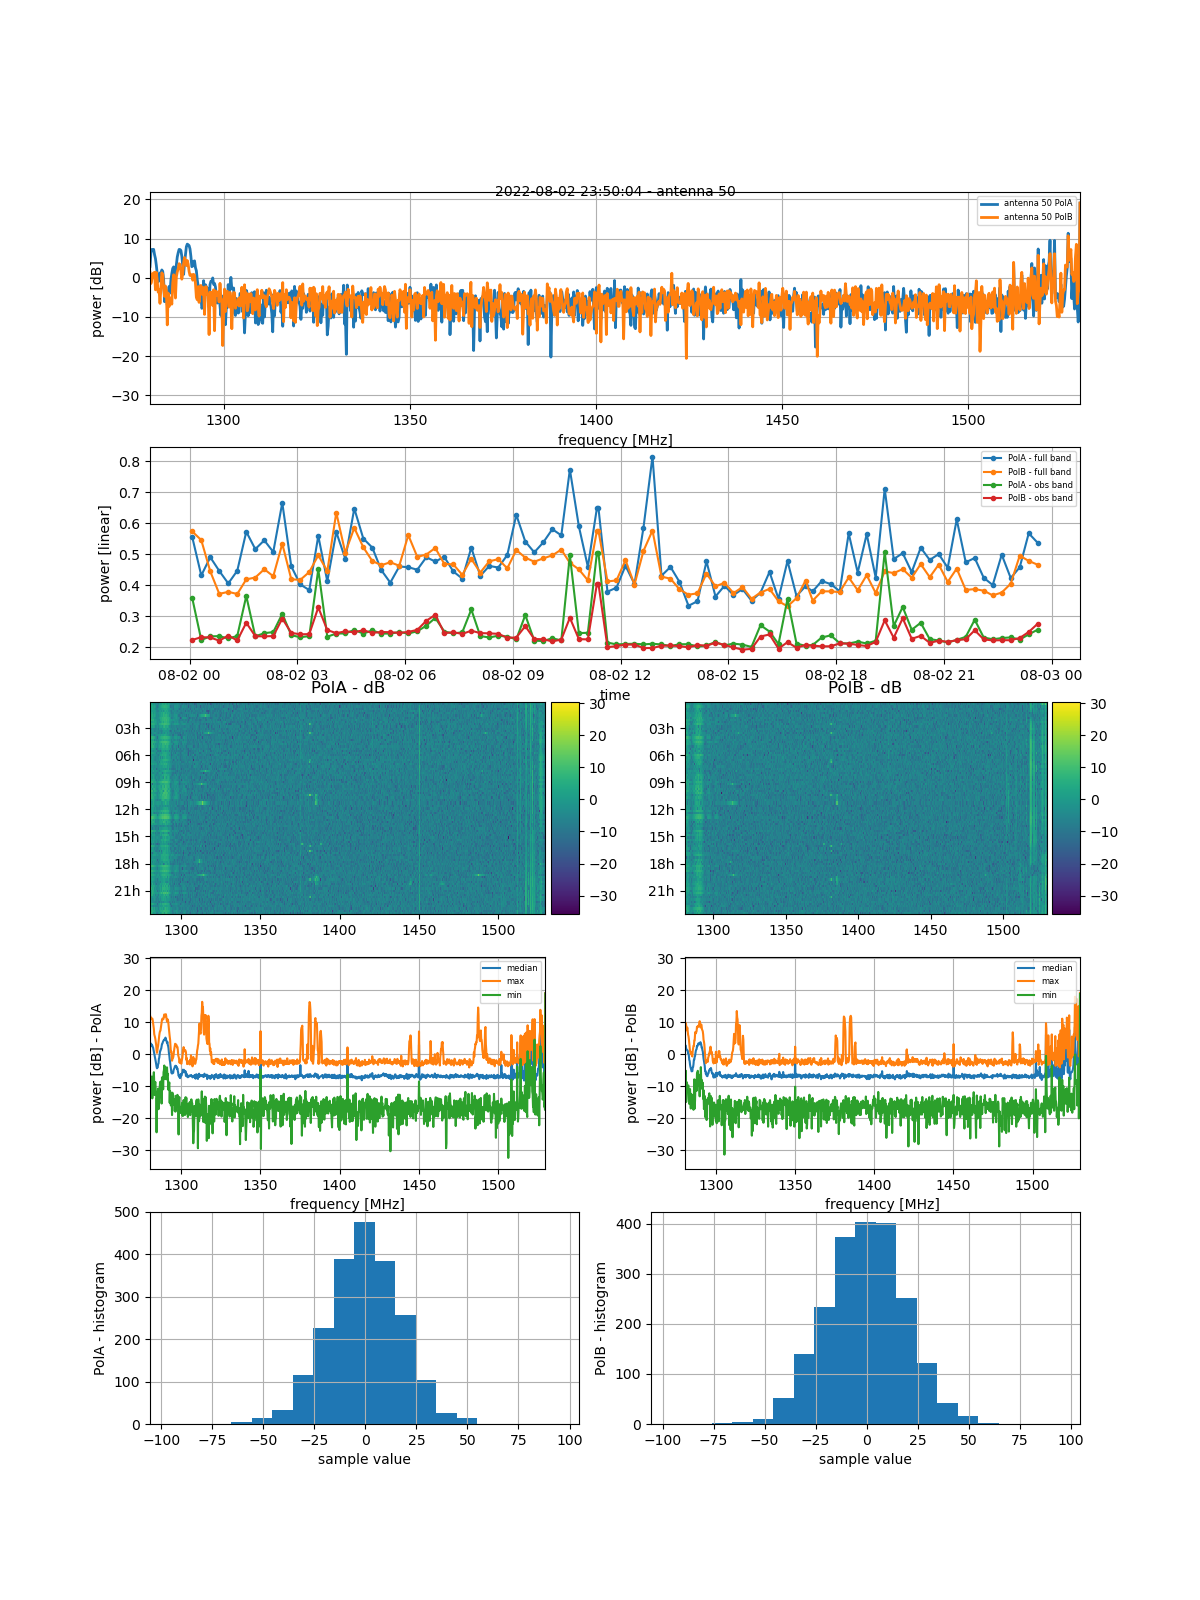 2022-08-02 23:50:04 - antenna 50
20
10
0
−10
−20
−30
power [dB]
antenna 50 PolA
antenna 50 PolB
1300 1350 1400 1450 1500
frequency [MHz]
0.8
0.7
0.6
0.5
0.4
0.3
0.2
power [linear]
PolA - full band
PolB - full band
PolA - obs band
PolB - obs band
08-02 00 08-02 03 08-02 06 08-02 09 08-02 12 08-02 15 08-02 18 08-02 21 08-03 00
time
PolA - dB
03h
06h
09h
12h
15h
18h
21h
1300 1350 1400 1450 1500
30
20
10
0
−10
−20
−30
PolB - dB
03h
06h
09h
12h
15h
18h
21h
1300 1350 1400 1450 1500
30
20
10
0
−10
−20
−30
30
20
10
0
−10
−20
−30
power [dB] - PolA
median
max
min
1300 1350 1400 1450 1500
frequency [MHz]
30
20
10
0
−10
−20
−30
power [dB] - PolB
median
max
min
1300 1350 1400 1450 1500
frequency [MHz]
500
400
300
200
100
0
PolA - histogram
−100 −75 −50 −25 0 25 50 75 100
sample value
400
300
200
100
0
PolB - histogram
−100 −75 −50 −25 0 25 50 75 100
sample value